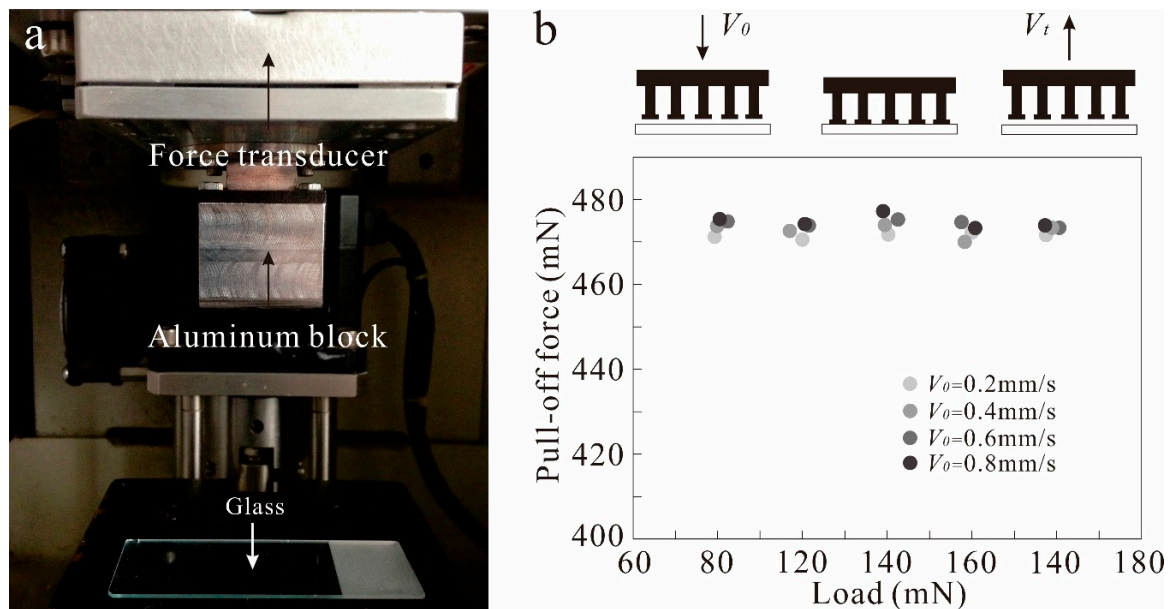 a
Force transducer
Aluminum block
Glass
b
V₀
Vₜ
Pull-off force (mN)
480
460
440
420
400
V₀=0.2mm/s
V₀=0.4mm/s
V₀=0.6mm/s
V₀=0.8mm/s
60 80 120 140 160 180
Load (mN)